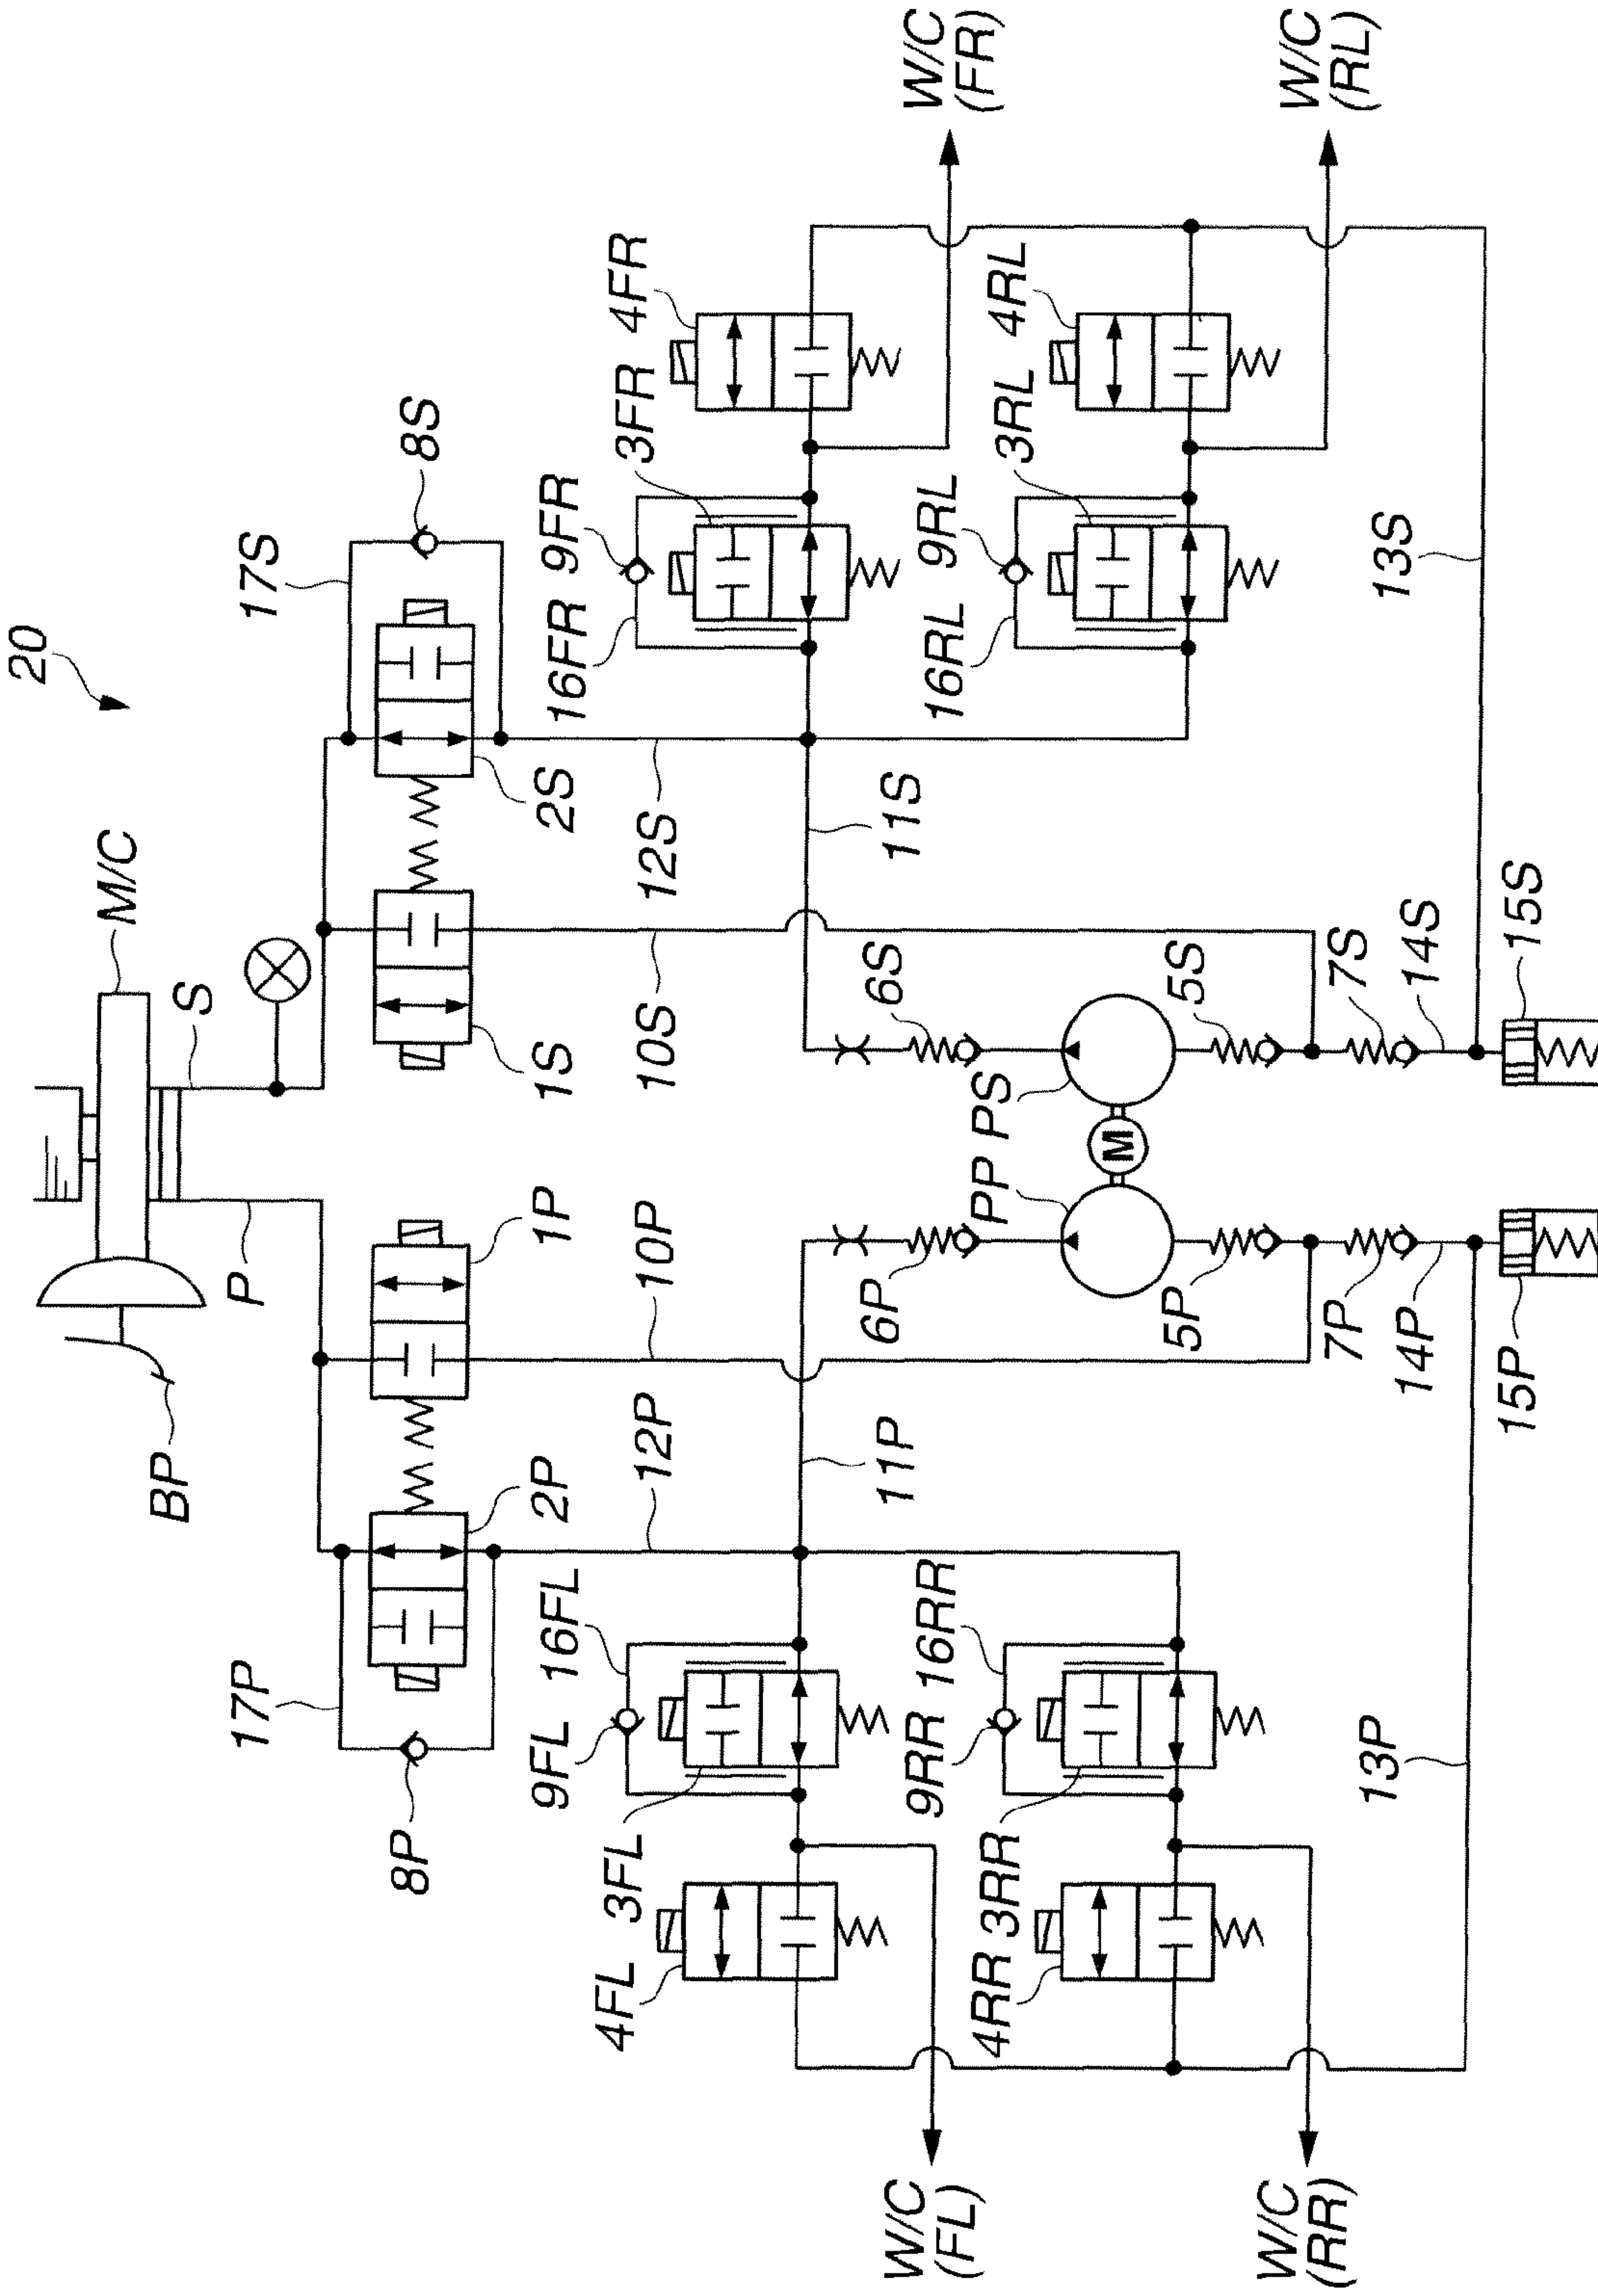 20
M/C
S
P
BP
17S
8S
2S
1S
1P
2P
17P
8P
12S
10S
10P
12P
4FR
3FR
9FR
16FR
W/C
(FR)
4RL
3RL
9RL
16RL
W/C
(RL)
11S
13S
6S
PS
5S
7S
14S
15S
M
PP
6P
5P
7P
14P
15P
11P
13P
16FL
9FL
3FL
4FL
W/C
(FL)
16RR
9RR
3RR
4RR
W/C
(RR)